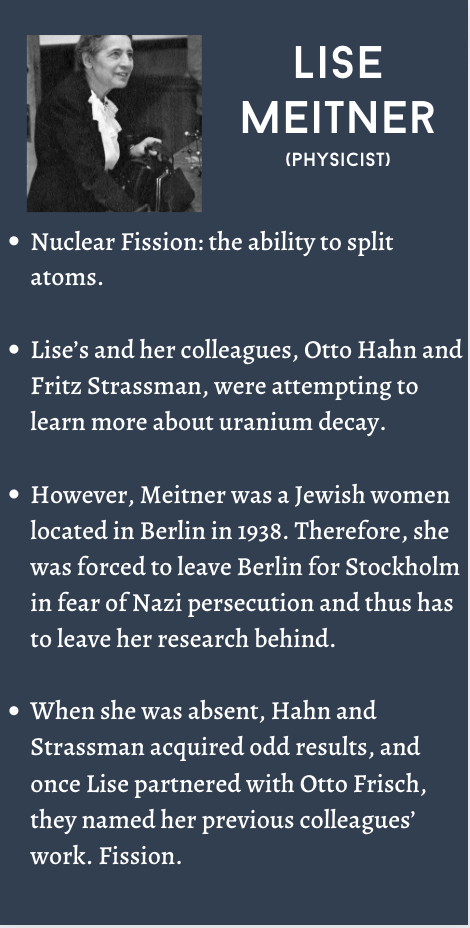 LISE
MEITNER
(PHYSICIST)
• Nuclear Fission: the ability to split
atoms.
• Lise’s and her colleagues, Otto Hahn and
Fritz Strassman, were attempting to
learn more about uranium decay.
• However, Meitner was a Jewish women
located in Berlin in 1938. Therefore, she
was forced to leave Berlin for Stockholm
in fear of Nazi persecution and thus has
to leave her research behind.
• When she was absent, Hahn and
Strassman acquired odd results, and
once Lise partnered with Otto Frisch,
they named her previous colleagues’
work. Fission.